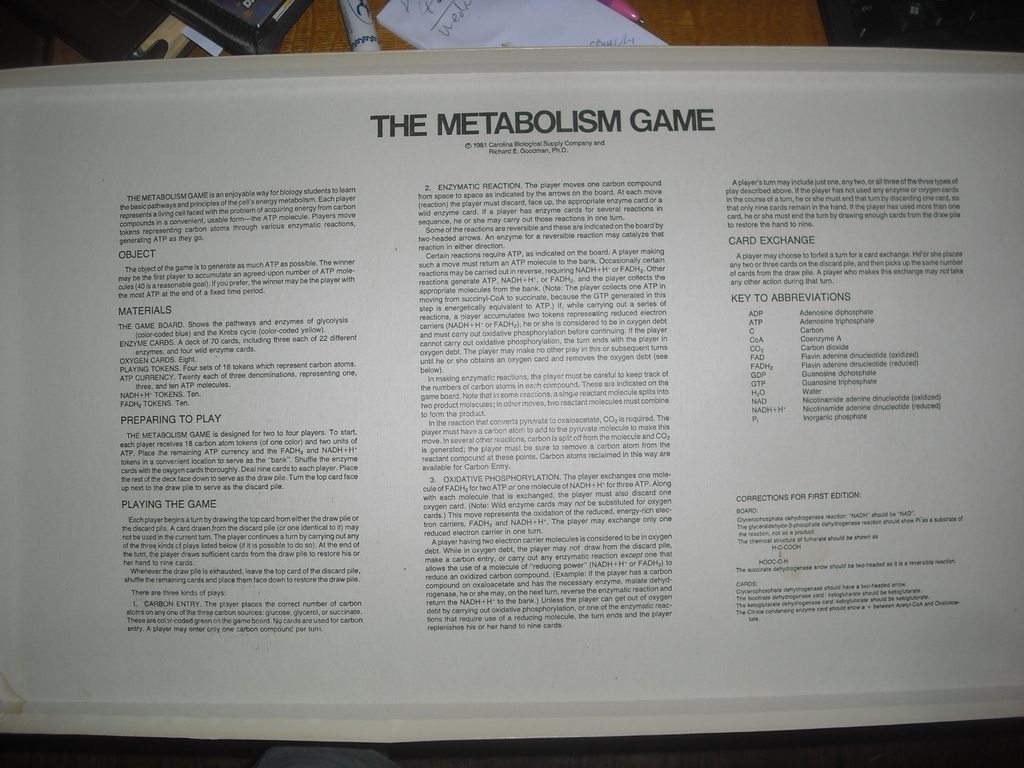 THE METABOLISM GAME
© 1981 Carolina Biological Supply Company and
Richard E. Goodman, Ph.D.
THE METABOLISM GAME is an enjoyable way for biology students to learn
the basic pathways and principles of the cell's energy metabolism. Each player
represents a living cell faced with the problem of acquiring energy from carbon
compounds in a convenient, usable form—the ATP molecule. Players move
tokens representing carbon atoms through various enzymatic reactions,
generating ATP as they go.
OBJECT
The object of the game is to generate as much ATP as possible. The winner
may be the first player to accumulate an agreed-upon number of ATP mole-
cules (40 is a reasonable goal). If you prefer, the winner may be the player with
the most ATP at the end of a fixed time period.
MATERIALS
THE GAME BOARD. Shows the pathways and enzymes of glycolysis
(color-coded blue) and the Krebs cycle (color-coded yellow).
ENZYME CARDS. A deck of 70 cards, including three each of 22 different
enzymes, and four wild enzyme cards.
OXYGEN CARDS. Eight.
PLAYING TOKENS. Four sets of 18 tokens which represent carbon atoms.
ATP CURRENCY. Twenty each of three denominations, representing one,
three, and ten ATP molecules.
NADH+H⁺ TOKENS. Ten.
FADH₂ TOKENS. Ten.
PREPARING TO PLAY
THE METABOLISM GAME is designed for two to four players. To start,
each player receives 18 carbon atom tokens (of one color) and two units of
ATP. Place the remaining ATP currency and the FADH₂ and NADH+H⁺
tokens in a convenient location to serve as the "bank". Shuffle the enzyme
cards with the oxygen cards thoroughly. Deal nine cards to each player. Place
the rest of the deck face down to serve as the draw pile. Turn the top card face
up next to the draw pile to serve as the discard pile.
PLAYING THE GAME
Each player begins a turn by drawing the top card from either the draw pile or
the discard pile. A card drawn from the discard pile (or one identical to it) may
not be used in the current turn. The player continues a turn by carrying out any
of the three kinds of plays listed below (if it is possible to do so). At the end of
the turn, the player draws sufficient cards from the draw pile to restore his or
her hand to nine cards.
Whenever the draw pile is exhausted, leave the top card of the discard pile,
shuffle the remaining cards and place them face down to restore the draw pile.
There are three kinds of plays:
1. CARBON ENTRY. The player places the correct number of carbon
atoms on any one of the three carbon sources: glucose, glycerol, or succinate.
These are color-coded green on the game board. No cards are used for carbon
entry. A player may enter only one carbon compound per turn.
2. ENZYMATIC REACTION. The player moves one carbon compound
from space to space as indicated by the arrows on the board. At each move
(reaction) the player must discard, face up, the appropriate enzyme card or a
wild enzyme card. If a player has enzyme cards for several reactions in
sequence, he or she may carry out those reactions in one turn.
Some of the reactions are reversible and these are indicated on the board by
two-headed arrows. An enzyme for a reversible reaction may catalyze that
reaction in either direction.
Certain reactions require ATP, as indicated on the board. A player making
such a move must return an ATP molecule to the bank. Occasionally certain
reactions may be carried out in reverse, requiring NADH+H⁺ or FADH₂. Other
reactions generate ATP, NADH+H⁺, or FADH₂, and the player collects the
appropriate molecules from the bank. (Note: The player collects one ATP in
moving from succinyl-CoA to succinate, because the GTP generated in this
step is energetically equivalent to ATP.) If, while carrying out a series of
reactions, a player accumulates two tokens representing reduced electron
carriers (NADH+H⁺ or FADH₂), he or she is considered to be in oxygen debt
and must carry out oxidative phosphorylation before continuing. If the player
cannot carry out oxidative phosphorylation, the turn ends with the player in
oxygen debt. The player may make no other play in this or subsequent turns
until he or she obtains an oxygen card and removes the oxygen debt (see
below).
In making enzymatic reactions, the player must be careful to keep track of
the numbers of carbon atoms in each compound. These are indicated on the
game board. Note that in some reactions, a single reactant molecule splits into
two product molecules; in other moves, two reactant molecules must combine
to form the product.
In the reaction that converts pyruvate to oxaloacetate, CO₂ is required. The
player must have a carbon atom to add to the pyruvate molecule to make this
move. In several other reactions, carbon is split off from the molecule and CO₂
is generated; the player must be sure to remove a carbon atom from the
reactant compound at these points. Carbon atoms reclaimed in this way are
available for Carbon Entry.
3. OXIDATIVE PHOSPHORYLATION. The player exchanges one mole-
cule of FADH₂ for two ATP or one molecule of NADH+H⁺ for three ATP. Along
with each molecule that is exchanged, the player must also discard one
oxygen card. (Note: Wild enzyme cards may not be substituted for oxygen
cards.) This move represents the oxidation of the reduced, energy-rich elec-
tron carriers, FADH₂ and NADH+H⁺. The player may exchange only one
reduced electron carrier in one turn.
A player having two electron carrier molecules is considered to be in oxygen
debt. While in oxygen debt, the player may not draw from the discard pile,
make a carbon entry, or carry out any enzymatic reaction except one that
allows the use of a molecule of "reducing power" (NADH+H⁺ or FADH₂) to
reduce an oxidized carbon compound. (Example: If the player has a carbon
compound on oxaloacetate and has the necessary enzyme, malate dehyd-
rogenase, he or she may, on the next turn, reverse the enzymatic reaction and
return the NADH+H⁺ to the bank.) Unless the player can get out of oxygen
debt by carrying out oxidative phosphorylation, or one of the enzymatic reac-
tions that require use of a reducing molecule, the turn ends and the player
replenishes his or her hand to nine cards.
A player's turn may include just one, any two, or all three of the three types of
play described above. If the player has not used any enzyme or oxygen cards
in the course of a turn, he or she must end that turn by discarding one card, so
that only nine cards remain in the hand. If the player has used more than one
card, he or she must end the turn by drawing enough cards from the draw pile
to restore the hand to nine.
CARD EXCHANGE
A player may choose to forfeit a turn for a card exchange. He or she places
any two or three cards on the discard pile, and then picks up the same number
of cards from the draw pile. A player who makes this exchange may not take
any other action during that turn.
KEY TO ABBREVIATIONS
ADP Adenosine diphosphate
ATP Adenosine triphosphate
C Carbon
CoA Coenzyme A
CO₂ Carbon dioxide
FAD Flavin adenine dinucleotide (oxidized)
FADH₂ Flavin adenine dinucleotide (reduced)
GDP Guanosine diphosphate
GTP Guanosine triphosphate
H₂O Water
NAD Nicotinamide adenine dinucleotide (oxidized)
NADH+H⁺ Nicotinamide adenine dinucleotide (reduced)
Pᵢ Inorganic phosphate
CORRECTIONS FOR FIRST EDITION:
BOARD:
Glycerophosphate dehydrogenase reaction: "NADH" should be "NAD".
The glyceraldehyde-3-phosphate dehydrogenase reaction should show Pi as a substrate of
the reaction, not as a product.
The chemical structure of fumarate should be shown as
H-C-COOH
HOOC-C-H
The succinate dehydrogenase arrow should be two-headed as it is a reversible reaction.
CARDS:
Glycerophosphate dehydrogenase should have a two-headed arrow.
The Isocitrate dehydrogenase card: ketoglutarate should be ketoglutarate.
The ketoglutarate dehydrogenase card: ketoglutarate should be ketoglutarate.
The Citrate condensing enzyme card should show a + between Acetyl-CoA and Oxaloace-
tate.